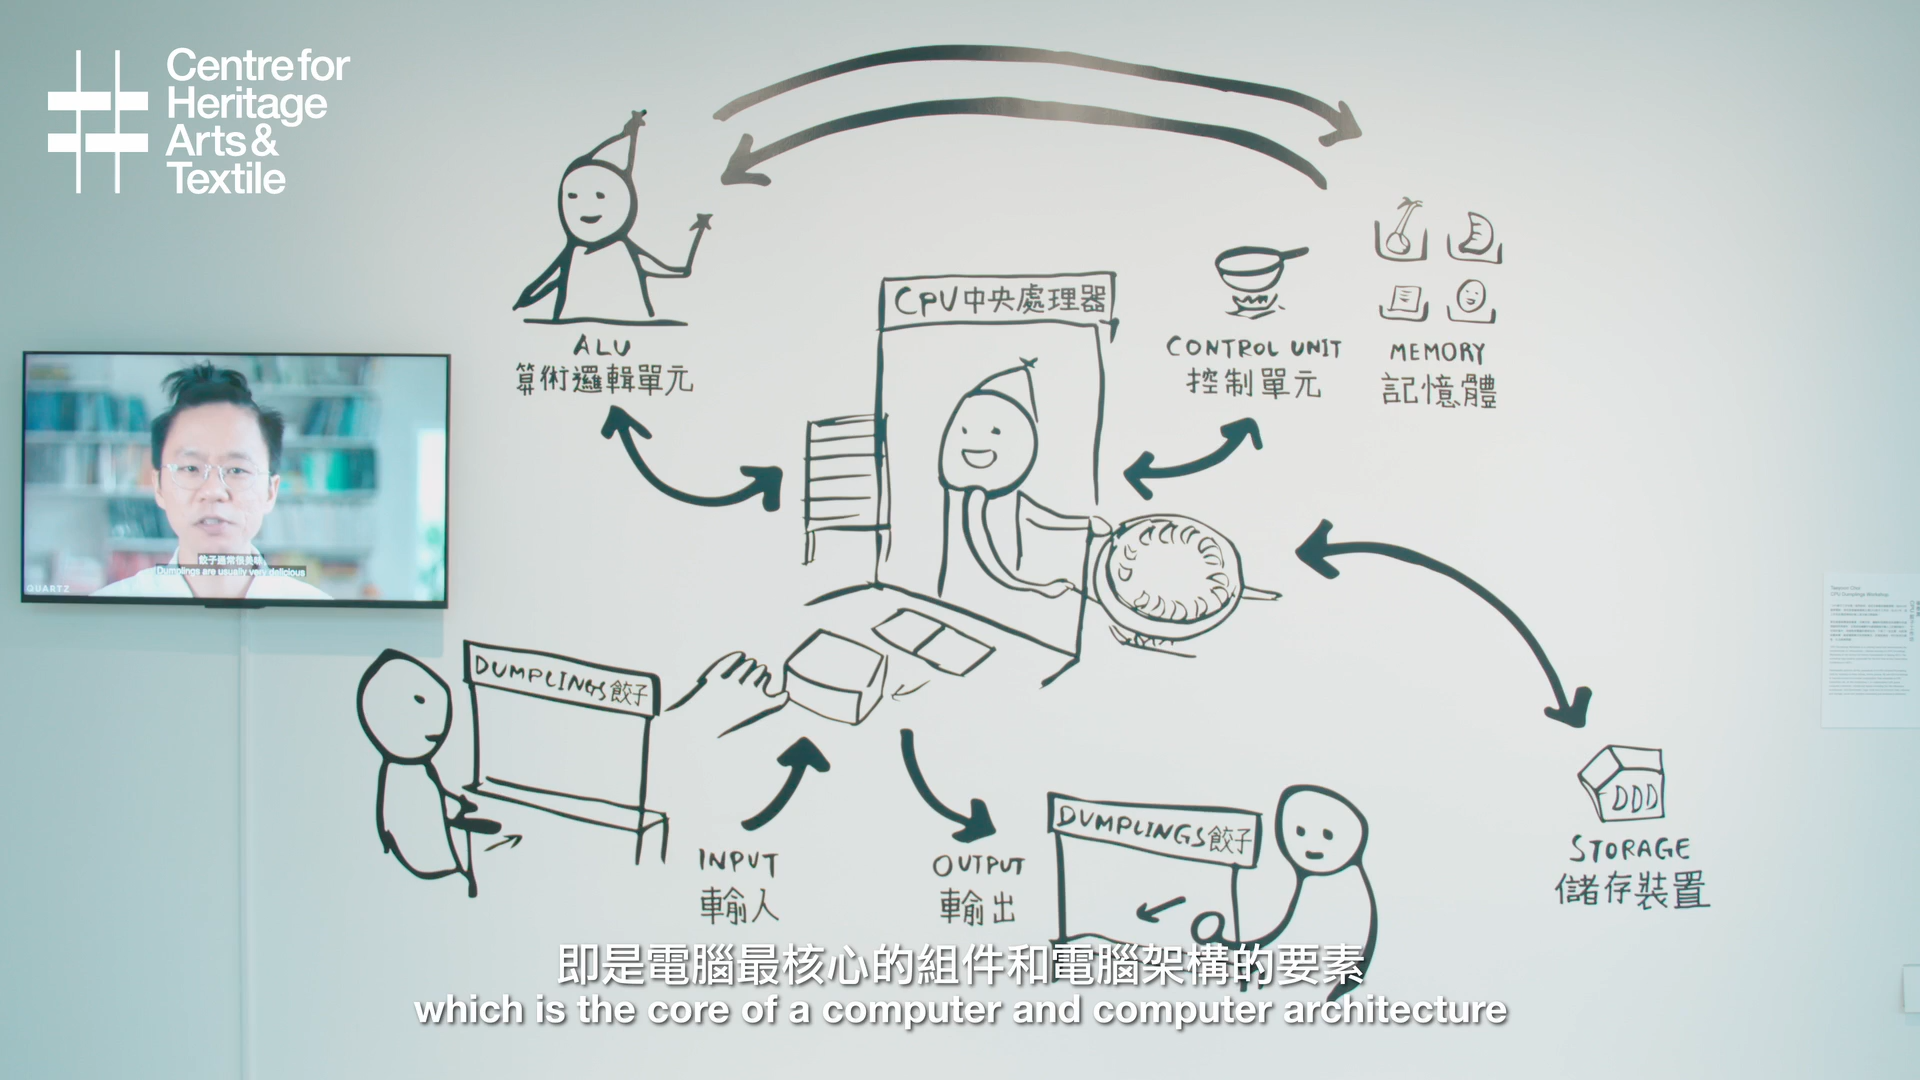 Centre for
Heritage
Arts &
Textile
CPU中央處理器
ALU
算術邏輯單元
CONTROL UNIT
控制單元
MEMORY
記憶體
餃子通常很美味
Dumplings are usually very delicious
QUARTZ
DUMPLINGS餃子
INPUT
輸人
OUTPUT
輸出
DUMPLINGS餃子
DDD
STORAGE
儲存裝置
即是電腦最核心的組件和電腦架構的要素
which is the core of a computer and computer architecture